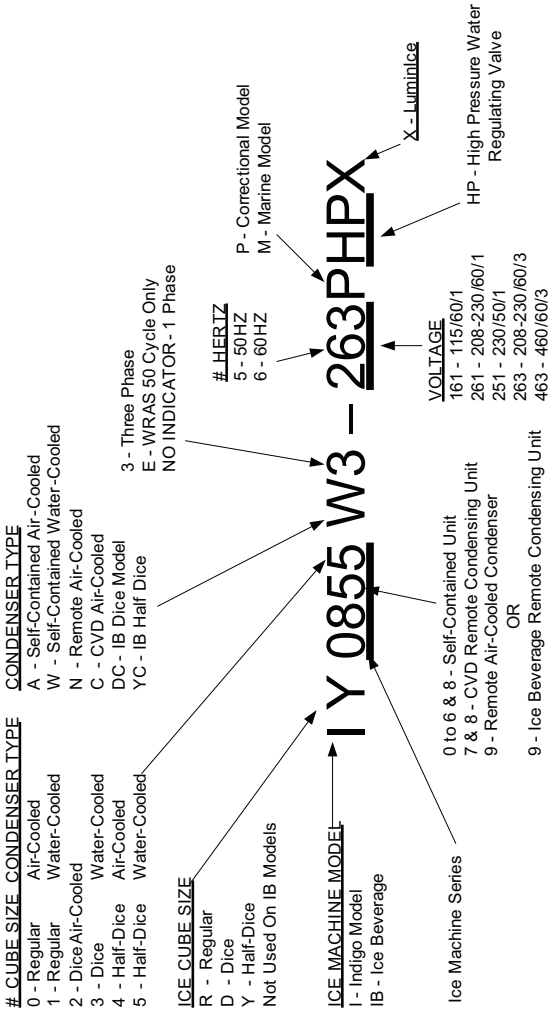 # CUBE SIZE CONDENSER TYPE
0 - Regular Air-Cooled
1 - Regular Water-Cooled
2 - Dice Air-Cooled
3 - Dice Water-Cooled
4 - Half-Dice Air-Cooled
5 - Half-Dice Water-Cooled
CONDENSER TYPE
A - Self-Contained Air-Cooled
W - Self-Contained Water-Cooled
N - Remote Air-Cooled
C - CVD Air-Cooled
DC - IB Dice Model
YC - IB Half Dice
3 - Three Phase
E - WRAS 50 Cycle Only
NO INDICATOR - 1 Phase
# HERTZ
5 - 50HZ
6 - 60HZ
P - Correctional Model
M - Marine Model
ICE CUBE SIZE
R - Regular
D - Dice
Y - Half-Dice
Not Used On IB Models
I Y 0855 W3 – 263PHPX
X - LuminIce
ICE MACHINE MODEL
I - Indigo Model
IB - Ice Beverage
Ice Machine Series
0 to 6 & 8 - Self-Contained Unit
7 & 8 - CVD Remote Condensing Unit
9 - Remote Air-Cooled Condenser
OR
9 - Ice Beverage Remote Condensing Unit
VOLTAGE
161 - 115/60/1
261 - 208-230/60/1
251 - 230/50/1
263 - 208-230/60/3
463 - 460/60/3
HP - High Pressure Water
Regulating Valve